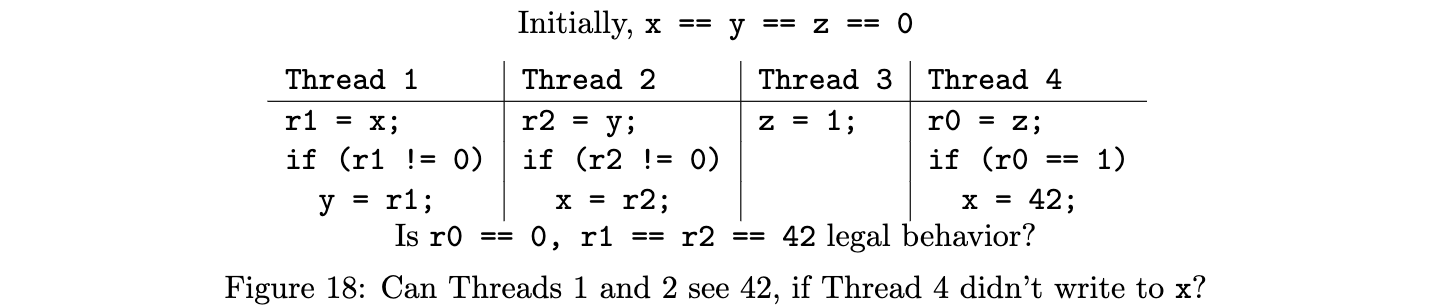 Initially, x == y == z == 0
Thread 1 Thread 2 Thread 3 Thread 4
r1 = x; r2 = y; z = 1; r0 = z;
if (r1 != 0) if (r2 != 0) if (r0 == 1)
y = r1; x = r2; x = 42;
Is r0 == 0, r1 == r2 == 42 legal behavior?
Figure 18: Can Threads 1 and 2 see 42, if Thread 4 didn't write to x?